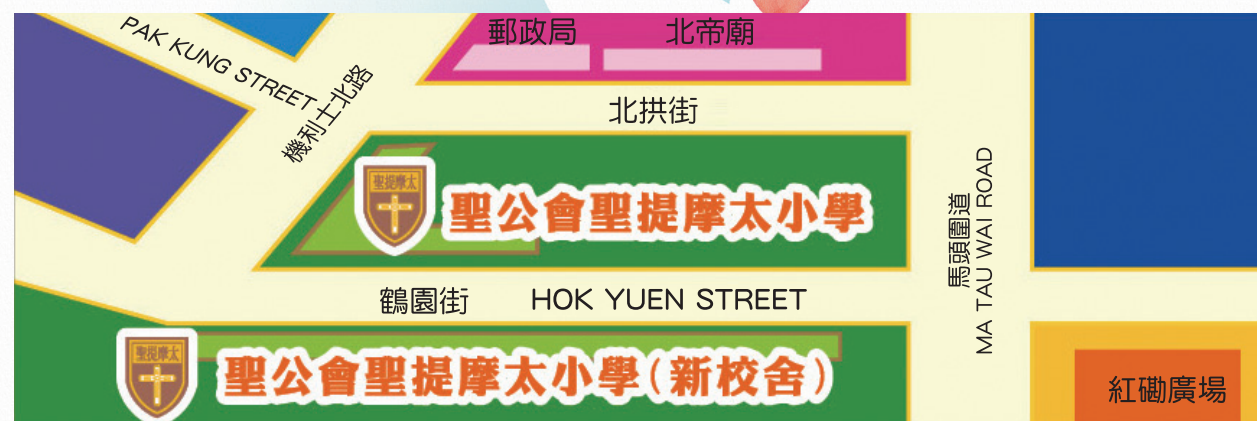 郵政局
北帝廟
PAK KUNG STREET
機利士北路
北拱街
聖提摩太
聖公會聖提摩太小學
馬頭圍道
MA TAU WAI ROAD
鶴園街 HOK YUEN STREET
聖提摩太
聖公會聖提摩太小學(新校舍)
紅磡廣場